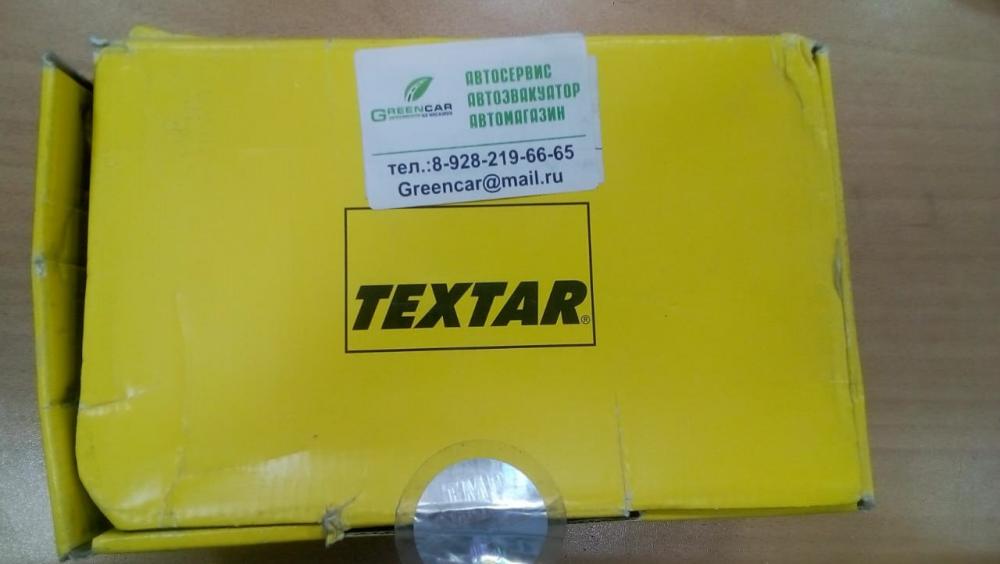 GREENCAR
АВТОСЕРВИС
АВТОЭВАКУАТОР
АВТОМАГАЗИН
тел.:8-928-219-66-65
Greencar@mail.ru
TEXTAR®